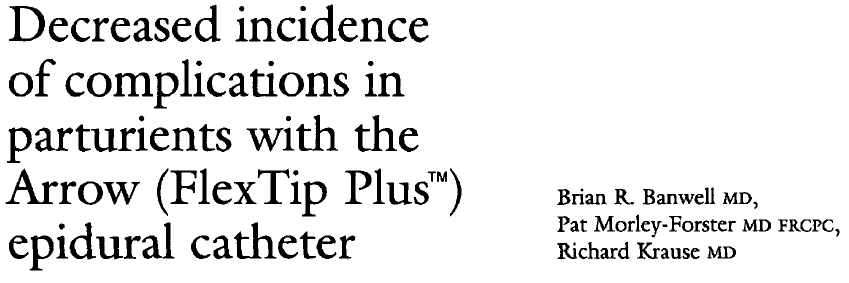 Decreased incidence
of complications in
parturients with the
Arrow (FlexTip Plus™)
epidural catheter
Brian R. Banwell MD,
Pat Morley-Forster MD FRCPC,
Richard Krause MD